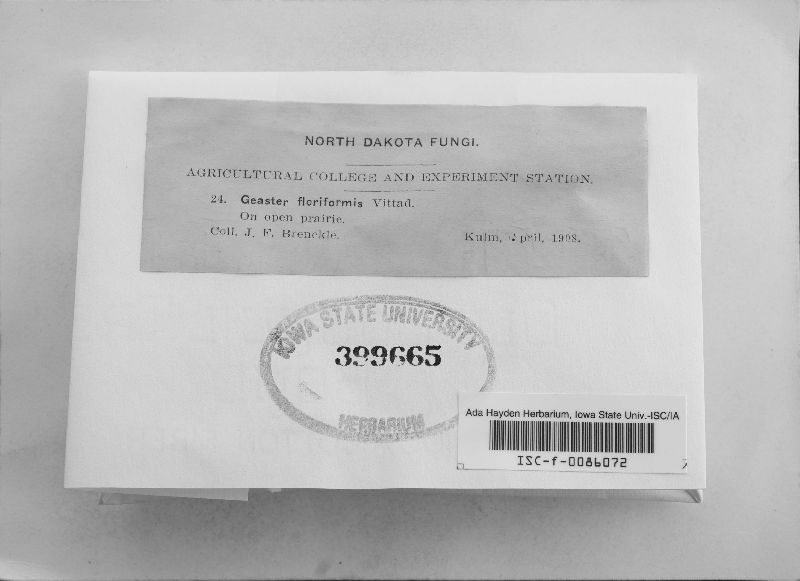 NORTH DAKOTA FUNGI.
AGRICULTURAL COLLEGE AND EXPERIMENT STATION.
24. Geaster floriformis Vittad.
On open prairie.
Coll. J. F. Brenckle. Kulm, April, 1908.
IOWA STATE UNIVERSITY
399665
HERBARIUM
Ada Hayden Herbarium, Iowa State Univ.-ISC/IA
ISC-f-0086072